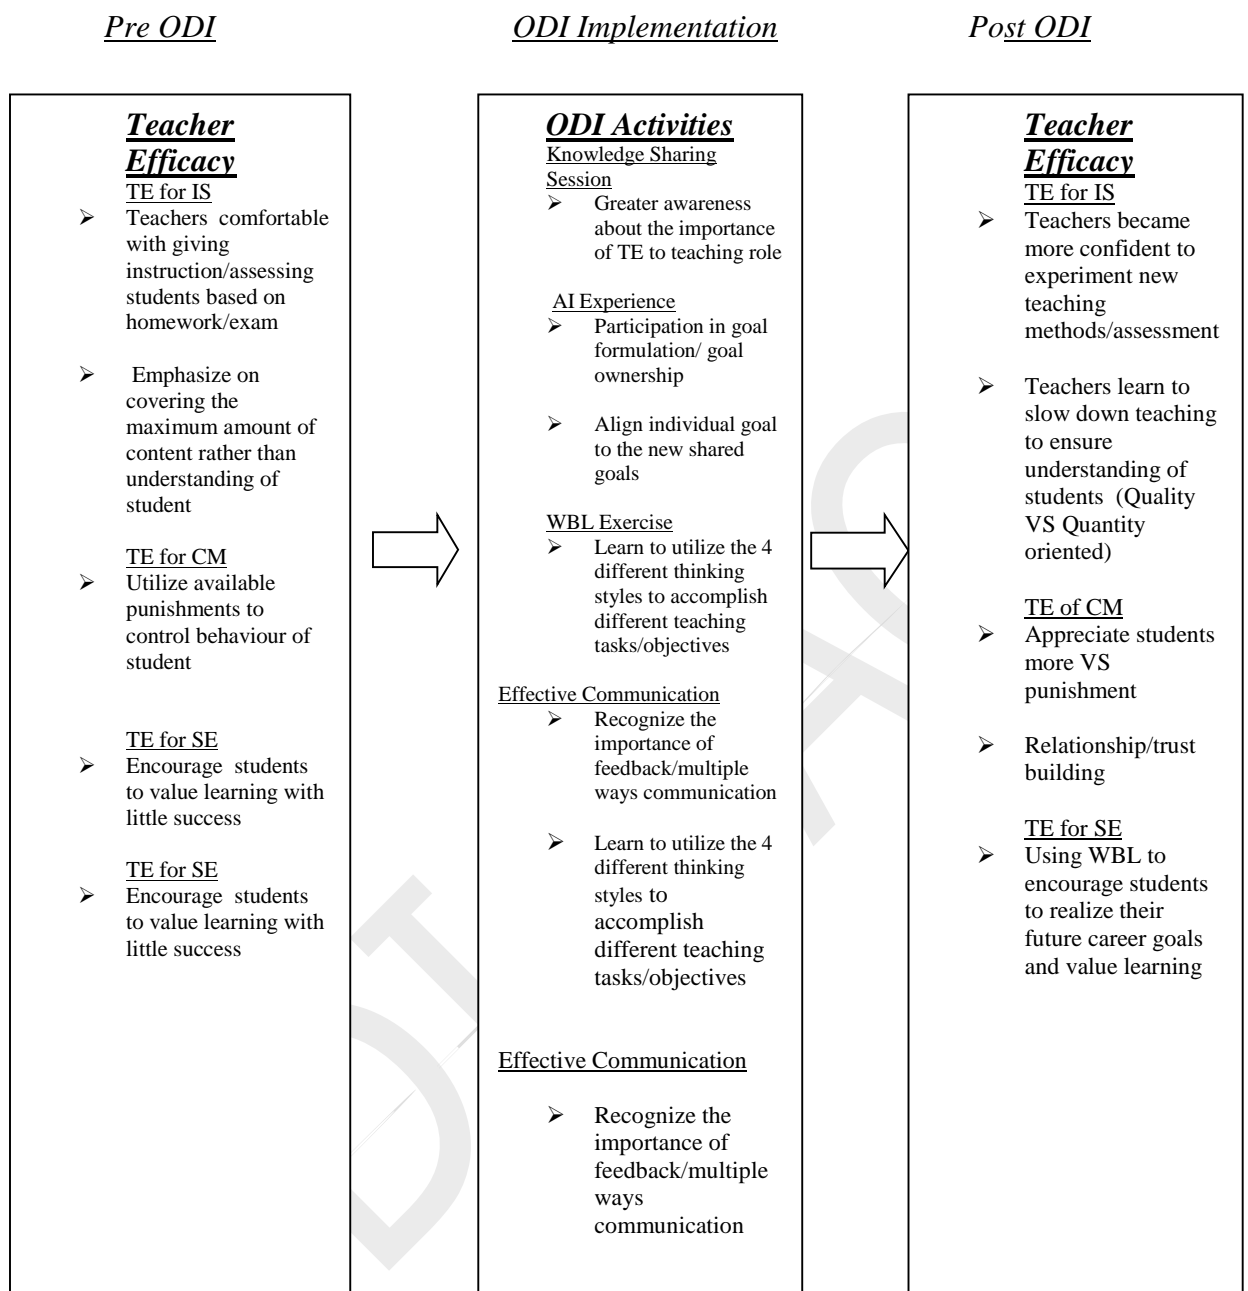 Pre ODI
ODI Implementation
Post ODI
Teacher
Efficacy
TE for IS
➢ Teachers comfortable
with giving
instruction/assessing
students based on
homework/exam
➢ Emphasize on
covering the
maximum amount of
content rather than
understanding of
student
TE for CM
➢ Utilize available
punishments to
control behaviour of
student
TE for SE
➢ Encourage students
to value learning with
little success
TE for SE
➢ Encourage students
to value learning with
little success
ODI Activities
Knowledge Sharing
Session
➢ Greater awareness
about the importance
of TE to teaching role
AI Experience
➢ Participation in goal
formulation/ goal
ownership
➢ Align individual goal
to the new shared
goals
WBL Exercise
➢ Learn to utilize the 4
different thinking
styles to accomplish
different teaching
tasks/objectives
Effective Communication
➢ Recognize the
importance of
feedback/multiple
ways communication
➢ Learn to utilize the 4
different thinking
styles to
accomplish
different teaching
tasks/objectives
Effective Communication
➢ Recognize the
importance of
feedback/multiple
ways
communication
Teacher
Efficacy
TE for IS
➢ Teachers became
more confident to
experiment new
teaching
methods/assessment
➢ Teachers learn to
slow down teaching
to ensure
understanding of
students (Quality
VS Quantity
oriented)
TE of CM
➢ Appreciate students
more VS
punishment
➢ Relationship/trust
building
TE for SE
➢ Using WBL to
encourage students
to realize their
future career goals
and value learning